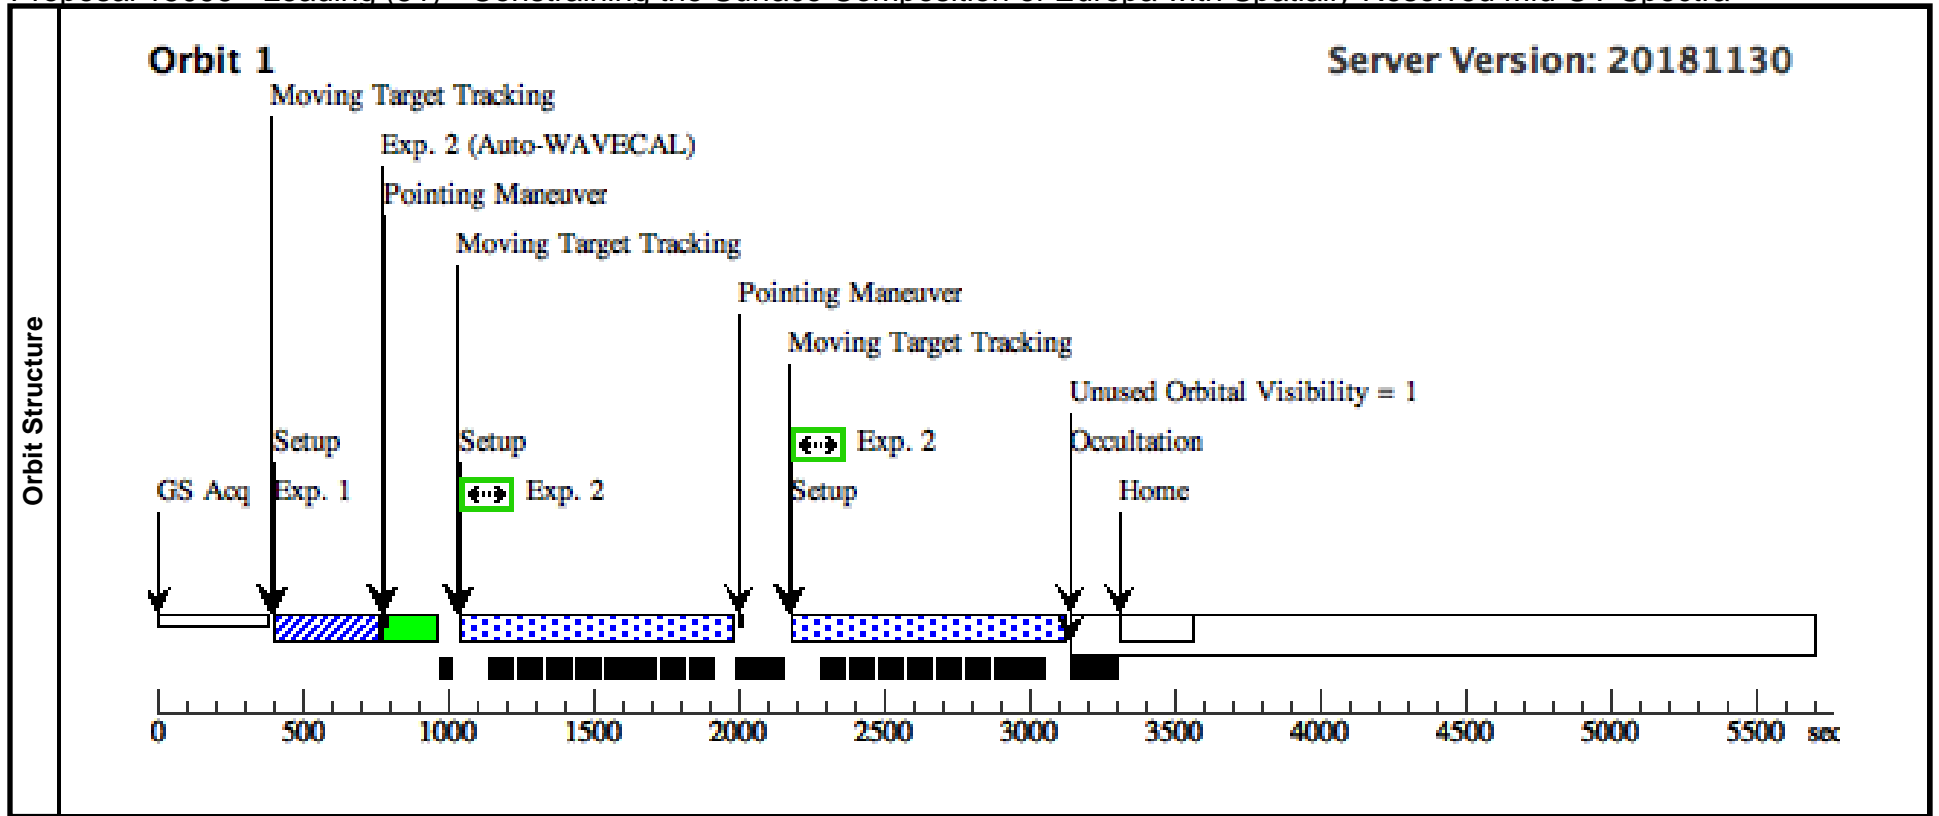 Orbit 1
Server Version: 20181130
Moving Target Tracking
Exp. 2 (Auto-WAVECAL)
Pointing Maneuver
Moving Target Tracking
Pointing Maneuver
Moving Target Tracking
Unused Orbital Visibility = 1
Setup
Setup
Exp. 2
Occultation
GS Acq
Exp. 1
Exp. 2
Setup
Home
Orbit Structure
0 500 1000 1500 2000 2500 3000 3500 4000 4500 5000 5500 sec